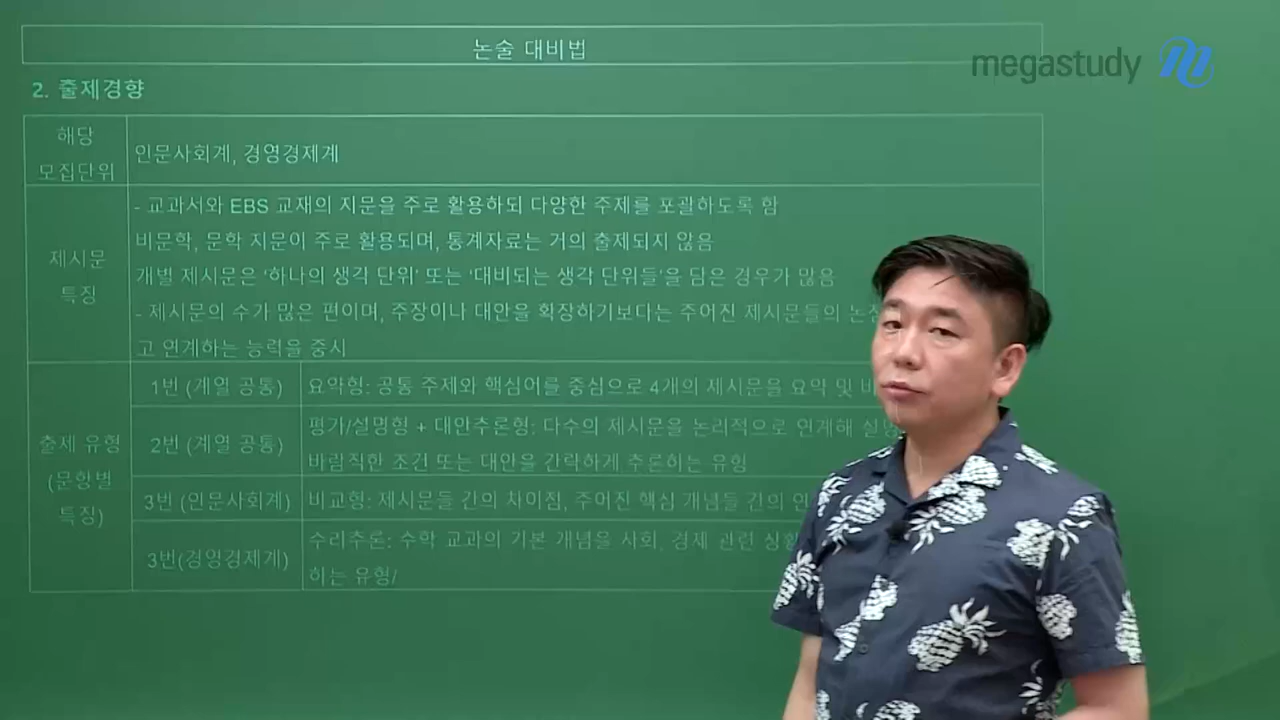 논술 대비법
megastudy
2. 출제경향
해당
모집단위
인문사회계, 경영경제계
제시문
특징
- 교과서와 EBS 교재의 지문을 주로 활용하되 다양한 주제를 포괄하도록 함
비문학, 문학 지문이 주로 활용되며, 통계자료는 거의 출제되지 않음
개별 제시문은 '하나의 생각 단위' 또는 '대비되는 생각 단위들'을 담은 경우가 많음
- 제시문의 수가 많은 편이며, 주장이나 대안을 확장하기보다는 주어진 제시문들의
고 연계하는 능력을 중시
출제 유형
(문항별
특징)
1번 (계열 공통)
요약형: 공통 주제와 핵심어를 중심으로 4개의 제시문을 요약 및
2번 (계열 공통)
평가/설명형 + 대안추론형: 다수의 제시문을 논리적으로 연계해
바람직한 조건 또는 대안을 간략하게 추론하는 유형
3번 (인문사회계)
비교형: 제시문들 간의 차이점, 주어진 핵심 개념들 간의
3번(경영경제계)
수리추론: 수학 교과의 기본 개념을 사회, 경제 관련
하는 유형/